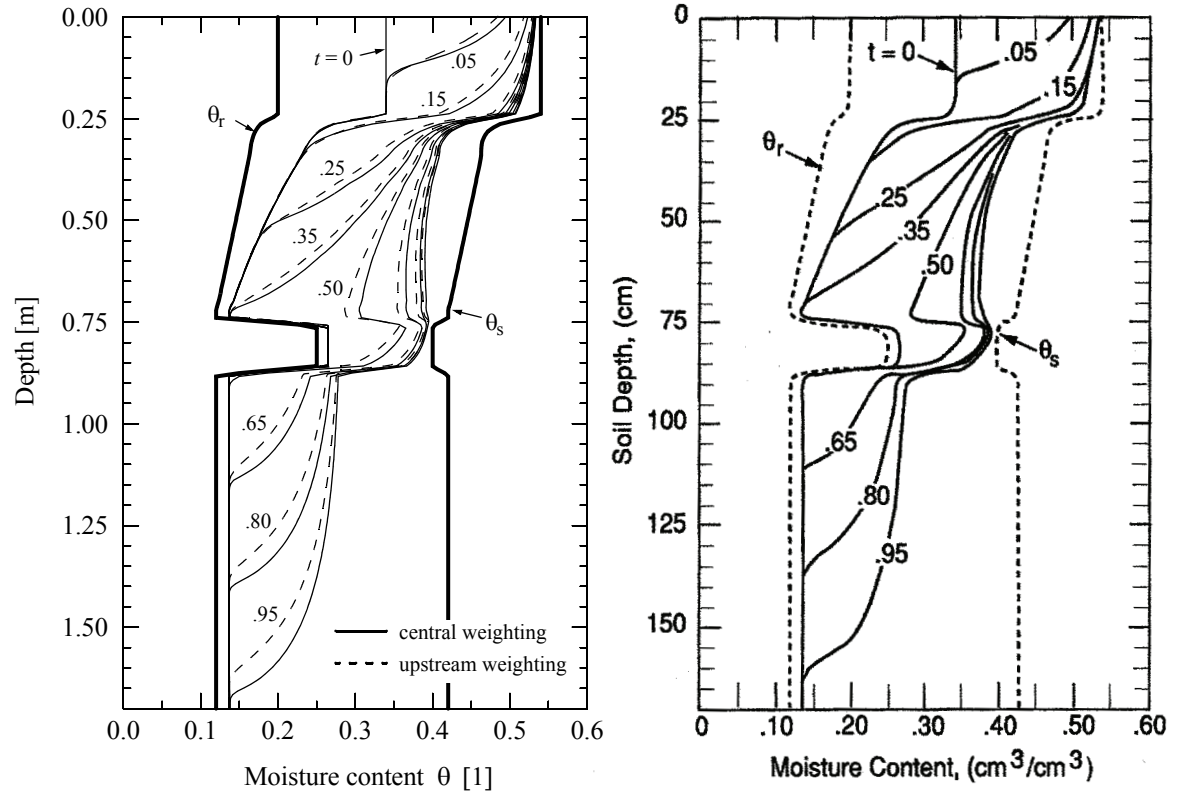 0.00
0.25
0.50
0.75
1.00
1.25
1.50
Depth [m]
t = 0
.05
.15
θr
.25
.35
.50
θs
.65
.80
.95
central weighting
upstream weighting
0.0 0.1 0.2 0.3 0.4 0.5 0.6
Moisture content θ [1]
0
25
50
75
100
125
150
Soil Depth, (cm)
t = 0
.05
.15
θr
.25
.35
.50
θs
.65
.80
.95
0 .10 .20 .30 .40 .50 .60
Moisture Content, (cm³/cm³)